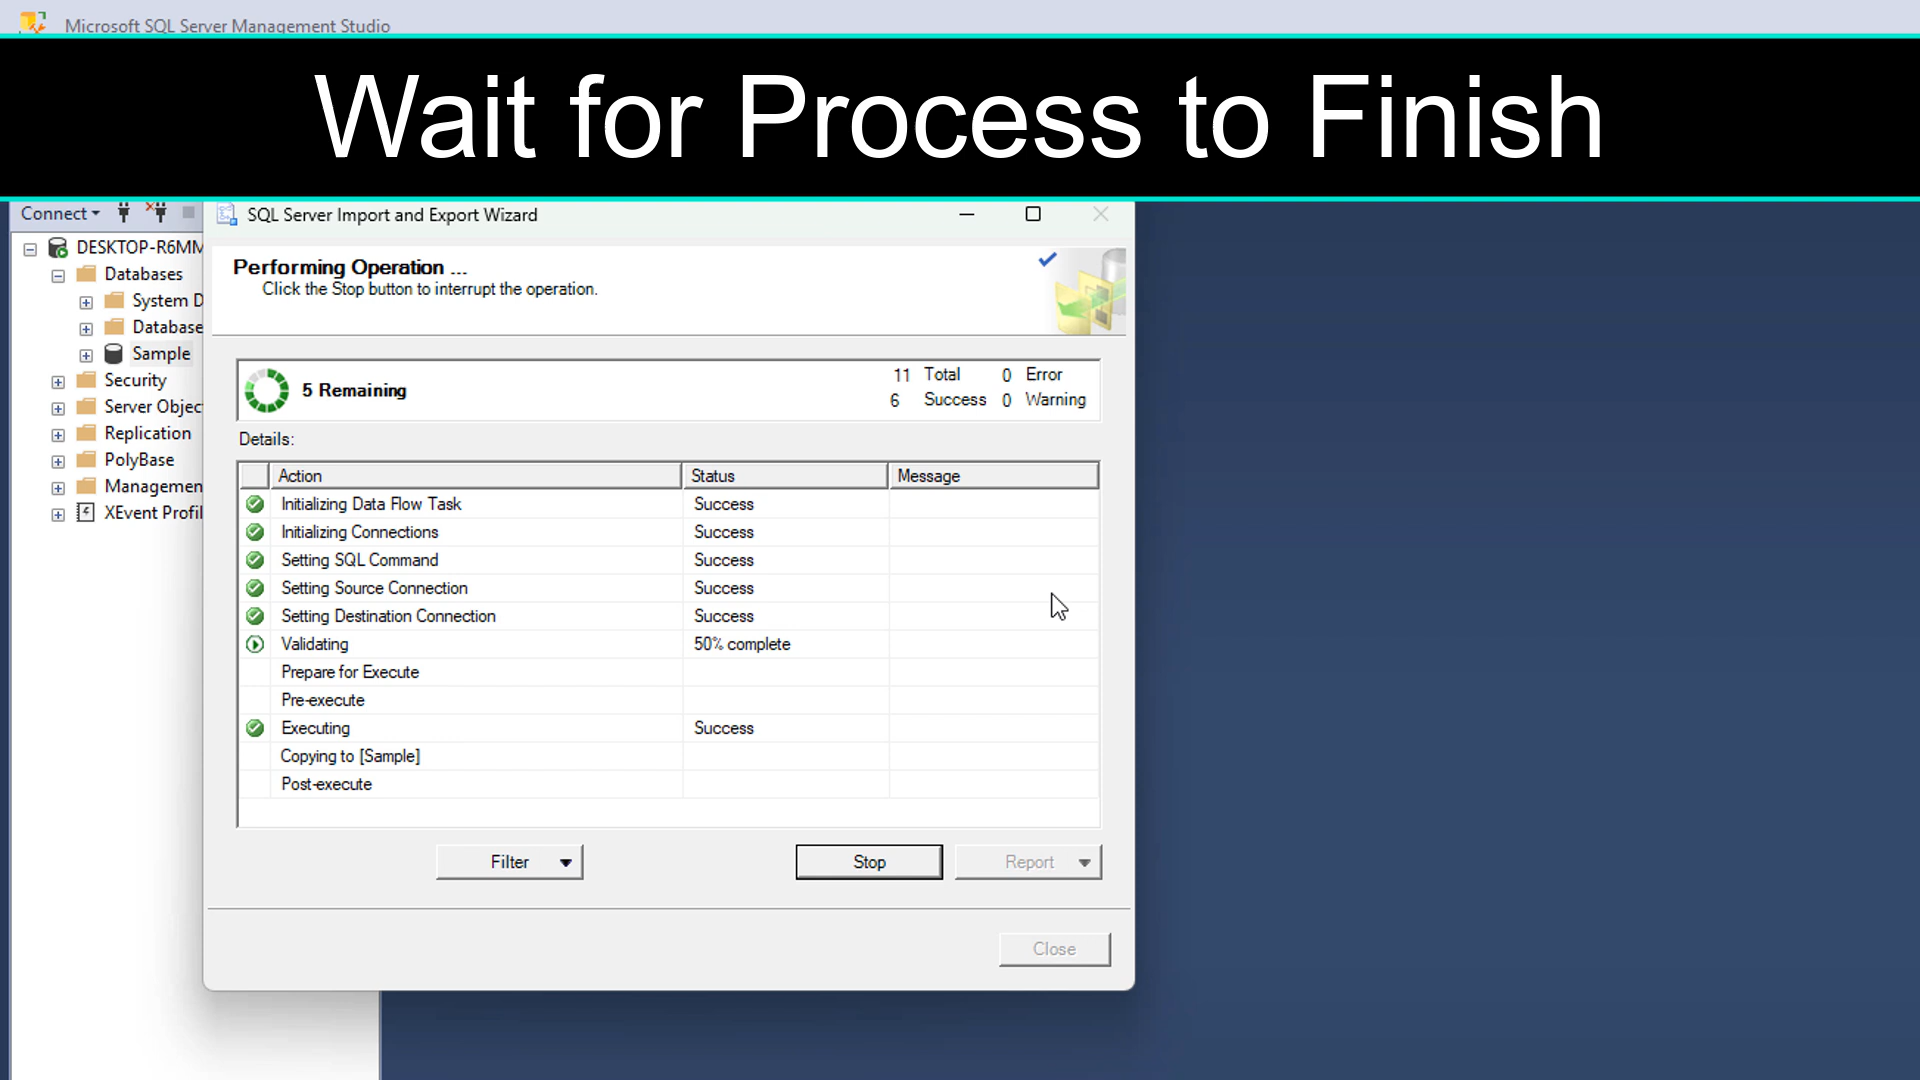 Microsoft SQL Server Management Studio
Wait for Process to Finish
Connect
SQL Server Import and Export Wizard
DESKTOP-R6MM
Databases
System D
Database
Sample
Security
Server Objec
Replication
PolyBase
Managemen
XEvent Profil
Performing Operation ...
Click the Stop button to interrupt the operation.
5 Remaining
11 Total 0 Error
6 Success 0 Warning
Details:
Action Status Message
Initializing Data Flow Task Success
Initializing Connections Success
Setting SQL Command Success
Setting Source Connection Success
Setting Destination Connection Success
Validating 50% complete
Prepare for Execute
Pre-execute
Executing Success
Copying to [Sample]
Post-execute
Filter Stop Report
Close